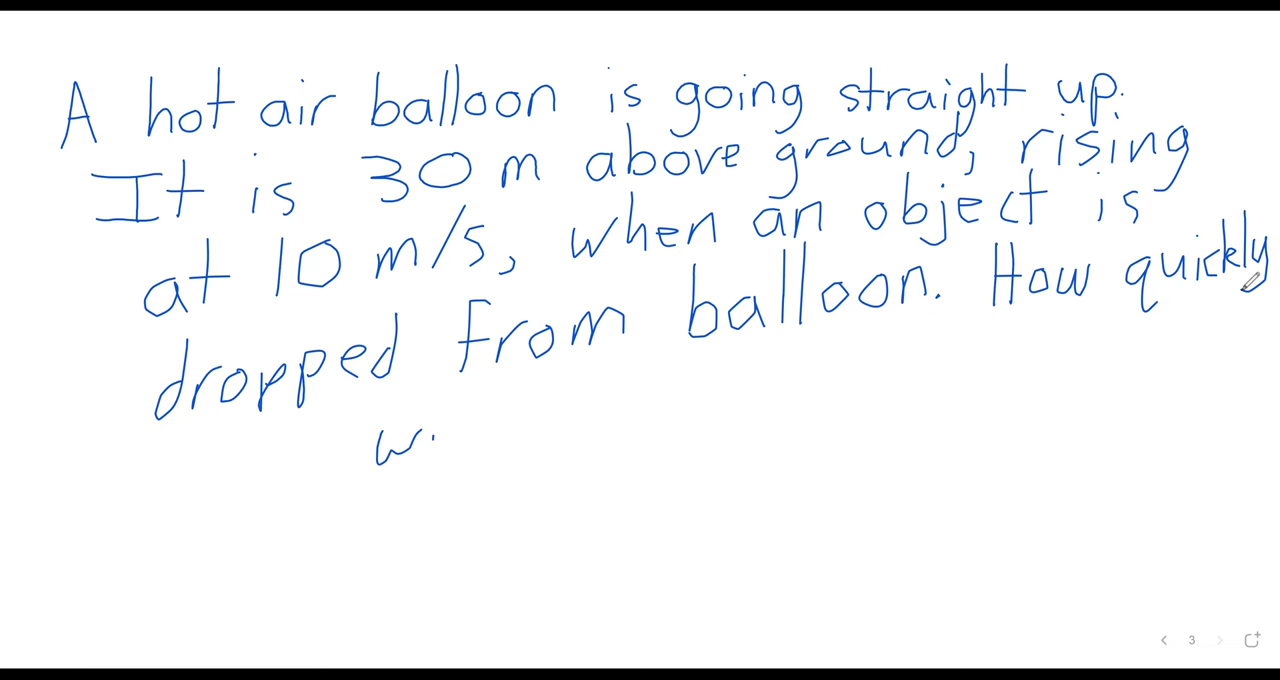 A hot air balloon is going straight up.
It is 30 m above ground, rising
at 10 m/s, when an object is
dropped from balloon. How quickly
w
3